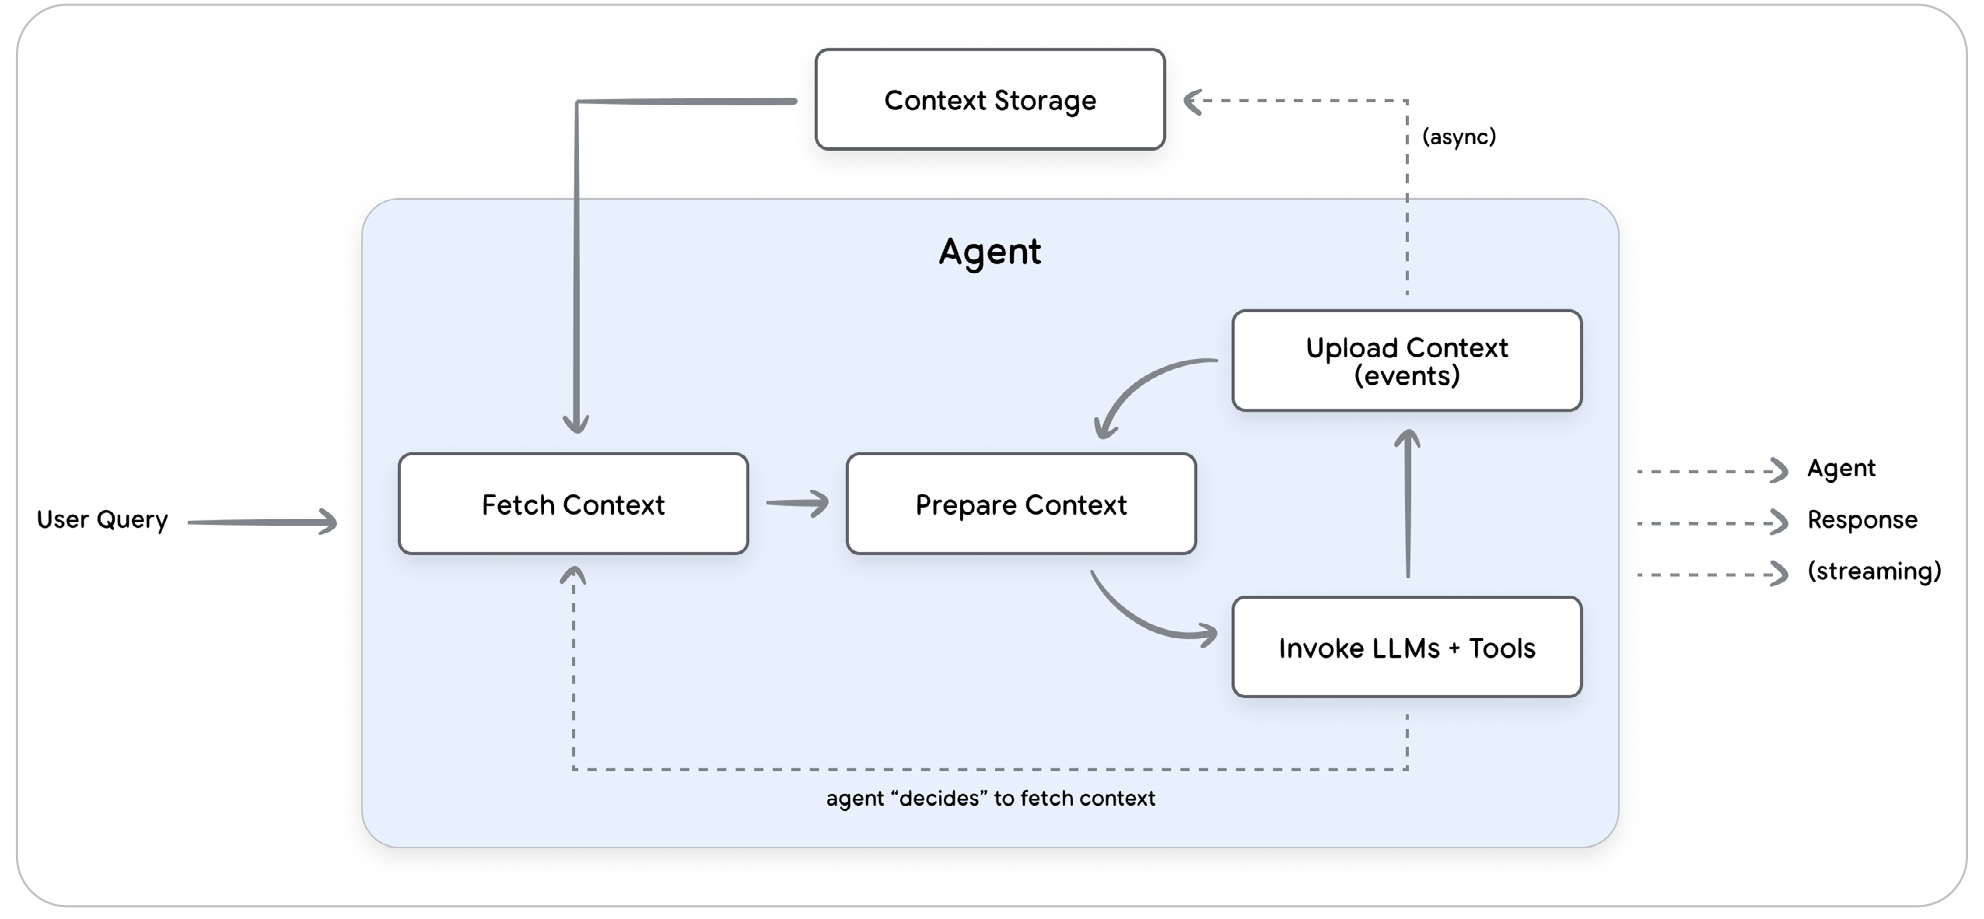 Context Storage
(async)
Agent
Upload Context
(events)
User Query
Fetch Context
Prepare Context
Invoke LLMs + Tools
agent “decides” to fetch context
Agent
Response
(streaming)